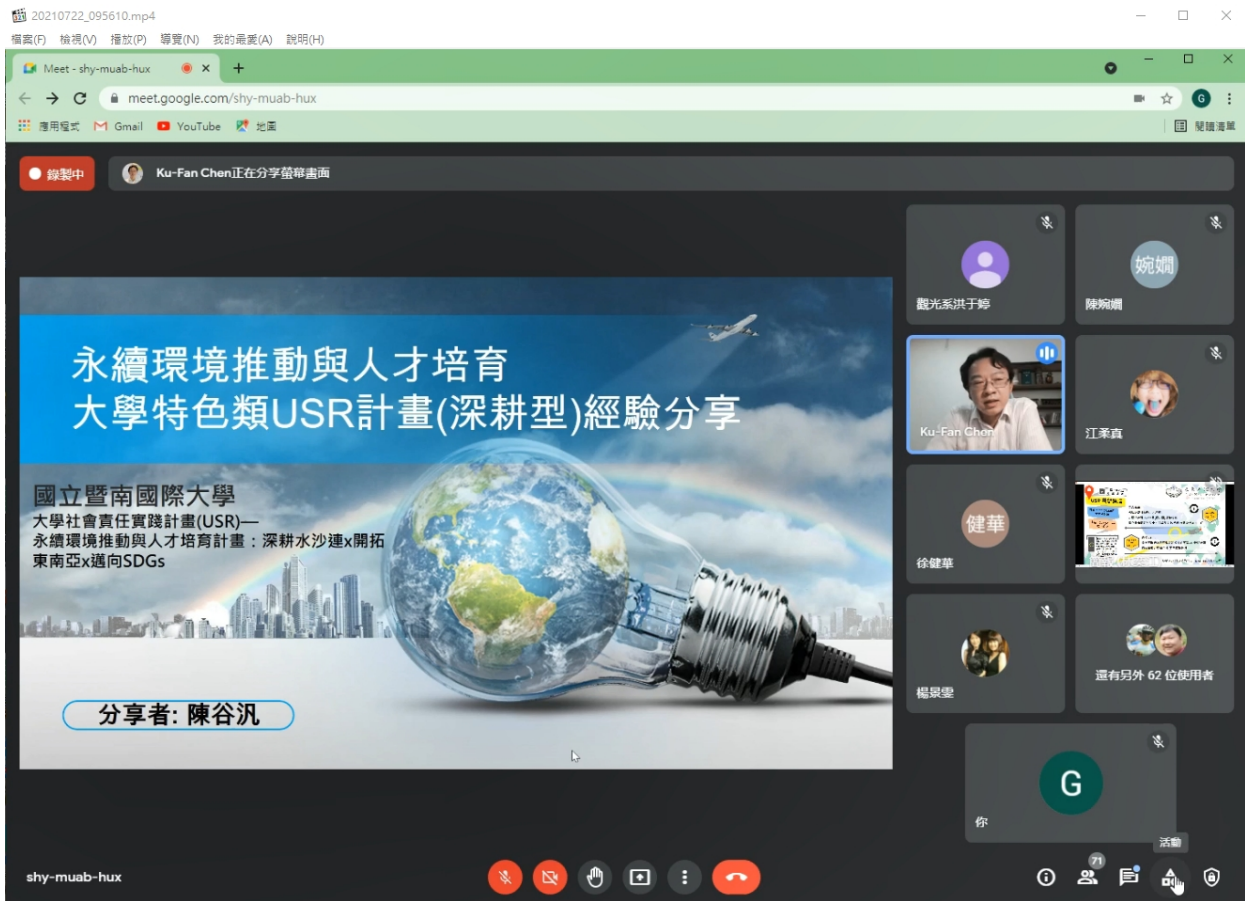 20210722_095610.mp4
檔案(F) 檢視(V) 播放(P) 導覽(N) 我的最愛(A) 說明(H)
Meet - shy-muab-hux
meet.google.com/shy-muab-hux
G
應用程式 Gmail YouTube 地圖 閱讀清單
錄製中 Ku-Fan Chen正在分享螢幕畫面
永續環境推動與人才培育
大學特色類USR計畫(深耕型)經驗分享
國立暨南國際大學
大學社會責任實踐計畫(USR)—
永續環境推動與人才培育計畫：深耕水沙連x開拓
東南亞x邁向SDGs
分享者: 陳谷汎
觀光系洪于婷
婉嫺
陳婉嫺
Ku-Fan Chen
江柔真
健華
徐健華
楊景雯
還有另外 62 位使用者
G
你
活動
shy-muab-hux
71